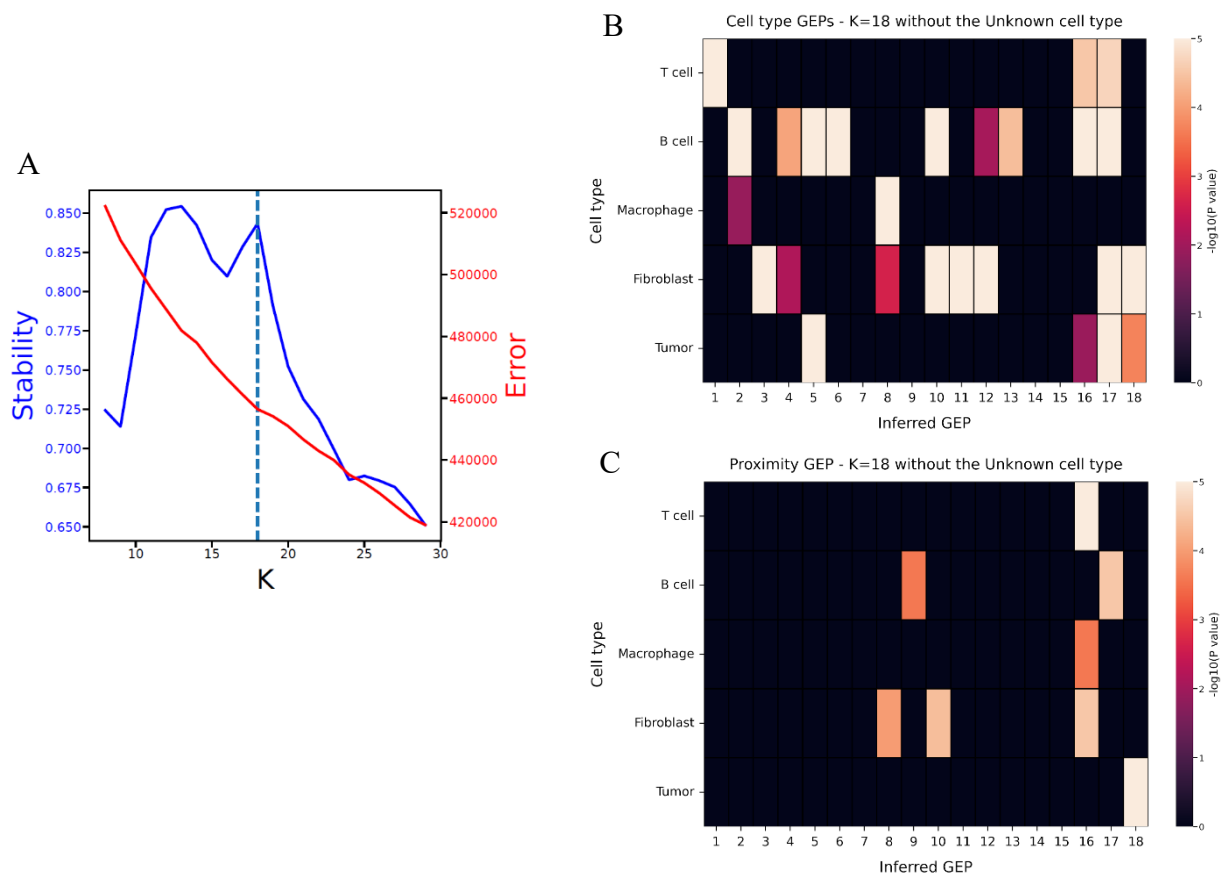 A
Stability
0.850
0.825
0.800
0.775
0.750
0.725
0.700
0.675
0.650
520000
500000
480000
460000
440000
420000
Error
10 15 20 25 30
K
B
Cell type GEPs - K=18 without the Unknown cell type
Cell type
T cell
B cell
Macrophage
Fibroblast
Tumor
1 2 3 4 5 6 7 8 9 10 11 12 13 14 15 16 17 18
Inferred GEP
5
4
3
2
1
0
-log10(P value)
C
Proximity GEP - K=18 without the Unknown cell type
Cell type
T cell
B cell
Macrophage
Fibroblast
Tumor
1 2 3 4 5 6 7 8 9 10 11 12 13 14 15 16 17 18
Inferred GEP
5
4
3
2
1
0
-log10(P value)